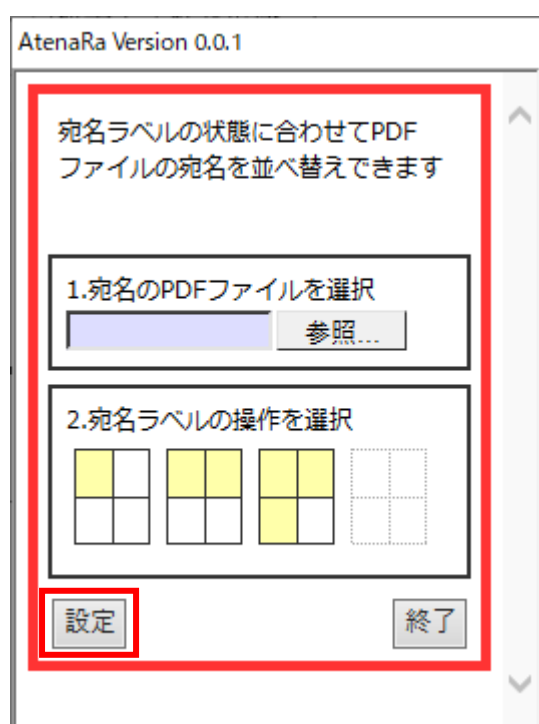 AtenaRa Version 0.0.1
宛名ラベルの状態に合わせてPDF
ファイルの宛名を並べ替えできます
1.宛名のPDFファイルを選択
参照...
2.宛名ラベルの操作を選択
設定
終了